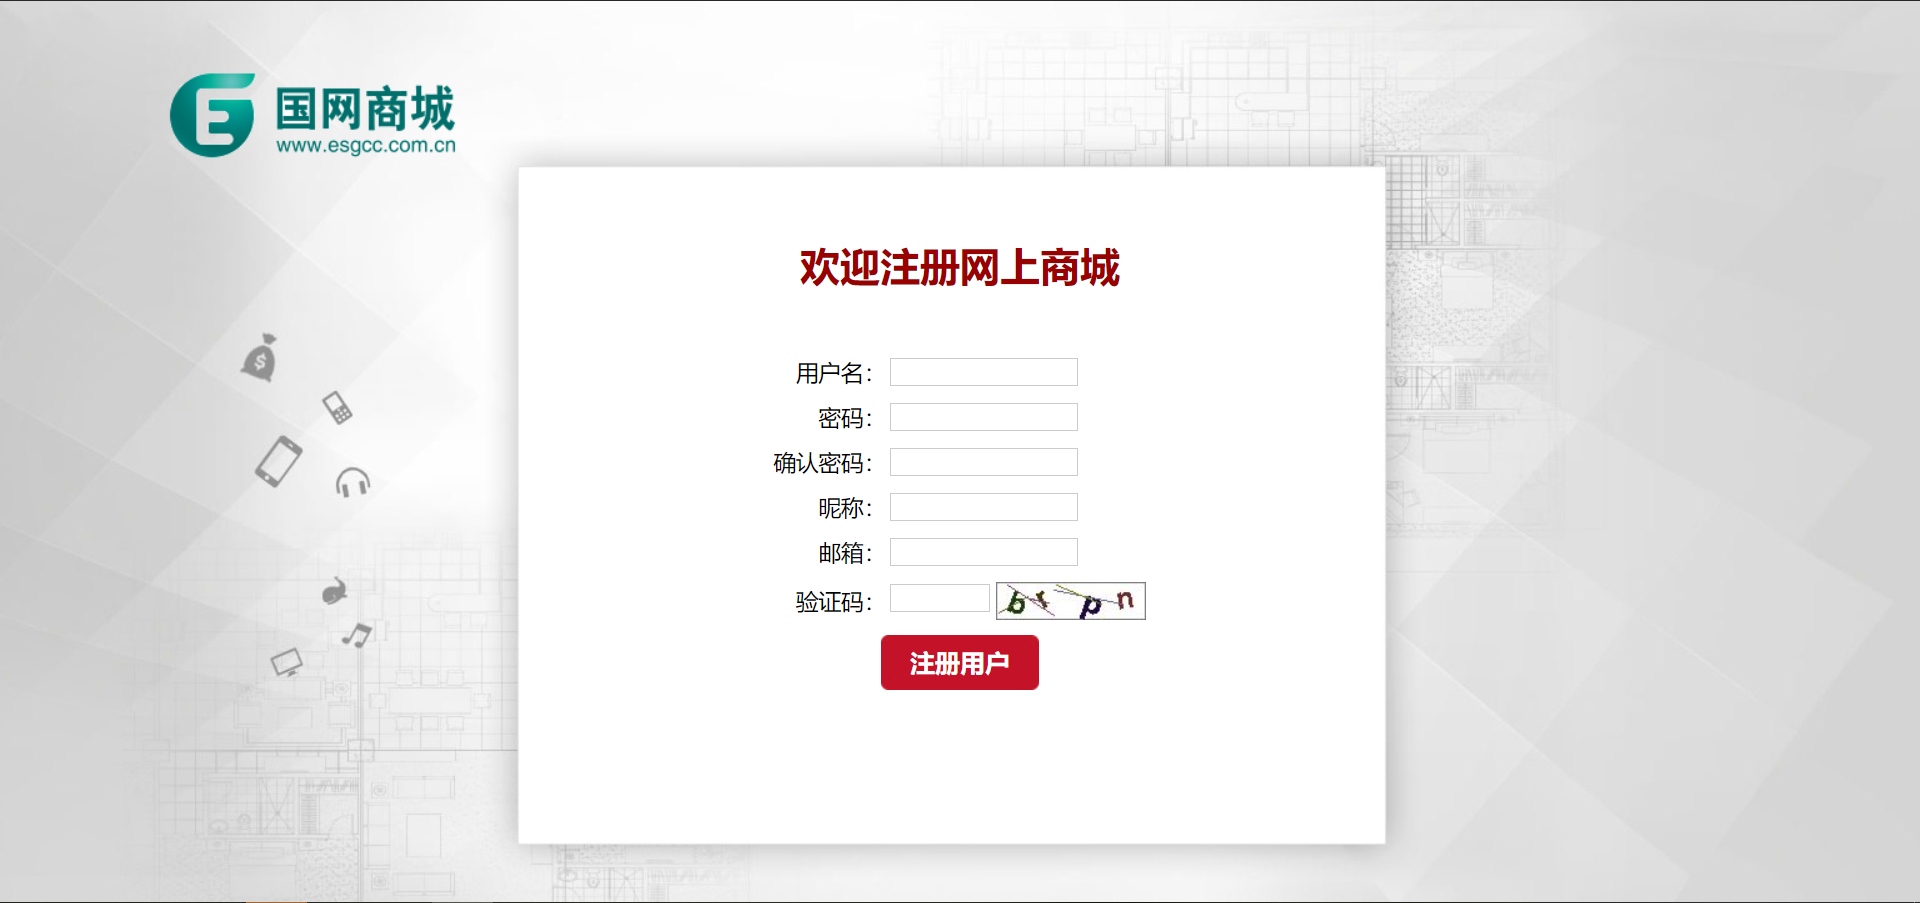 国网商城
www.esgcc.com.cn
欢迎注册网上商城
用户名：
密码：
确认密码：
昵称：
邮箱：
验证码：
注册用户